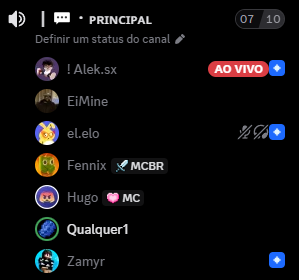 | 💬 • PRINCIPAL 07 10
Definir um status do canal
! Alek.sx AO VIVO
EiMine
el.elo
Fennix MCBR
Hugo MC
Qualquer1
Zamyr